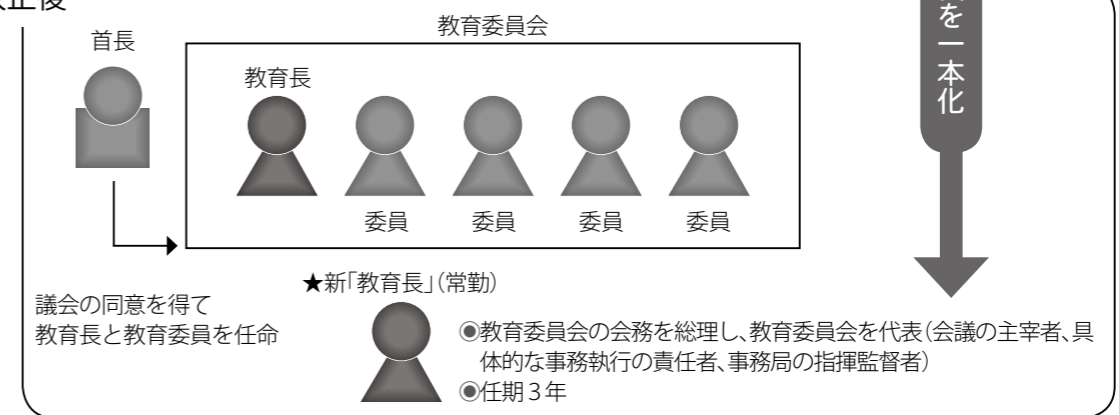 正後
首長
教育委員会
を一本化
教育長
委員 委員 委員 委員
★新「教育長」(常勤)
議会の同意を得て
教育長と教育委員を任命
◉教育委員会の会務を総理し、教育委員会を代表(会議の主宰者、具
体的な事務執行の責任者、事務局の指揮監督者)
◉任期3年